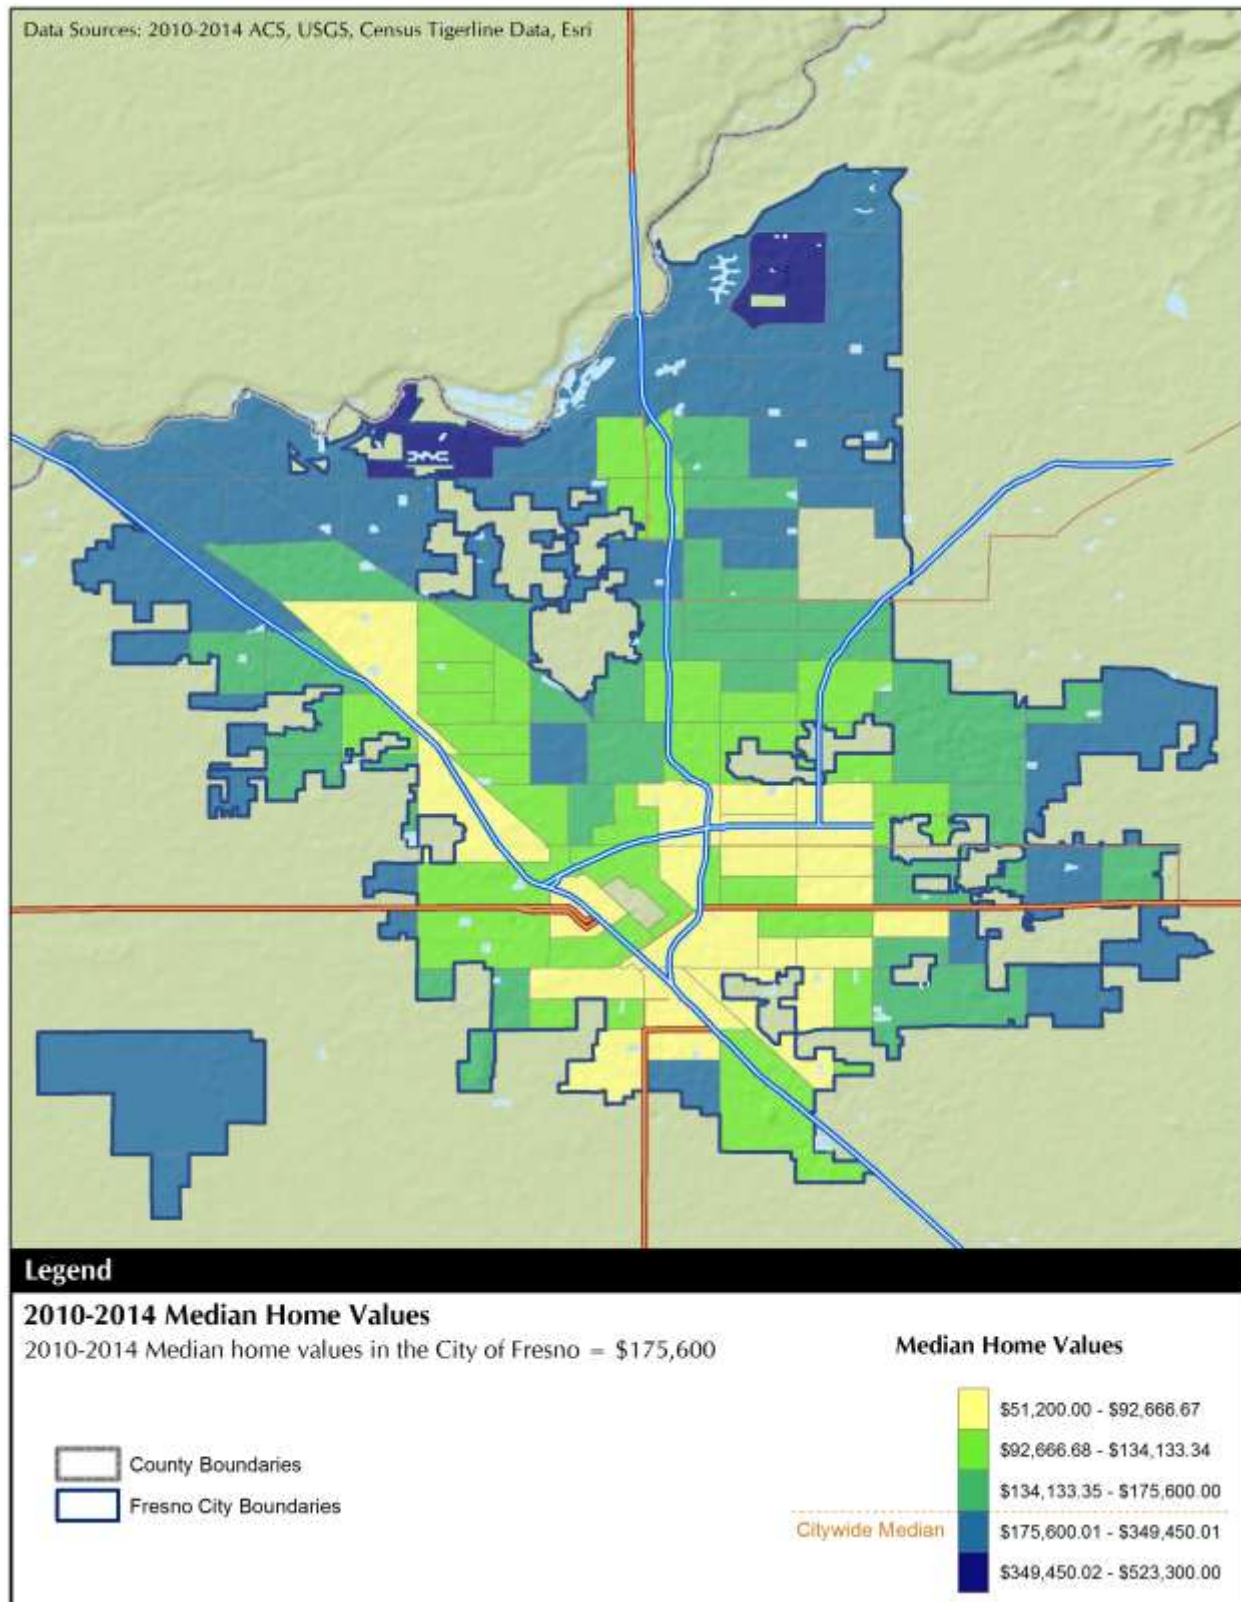 Data Sources: 2010-2014 ACS, USGS, Census Tigerline Data, Esri
Legend
2010-2014 Median Home Values
2010-2014 Median home values in the City of Fresno = $175,600
County Boundaries
Fresno City Boundaries
Median Home Values
$51,200.00 - $92,666.67
$92,666.68 - $134,133.34
$134,133.35 - $175,600.00
Citywide Median
$175,600.01 - $349,450.01
$349,450.02 - $523,300.00